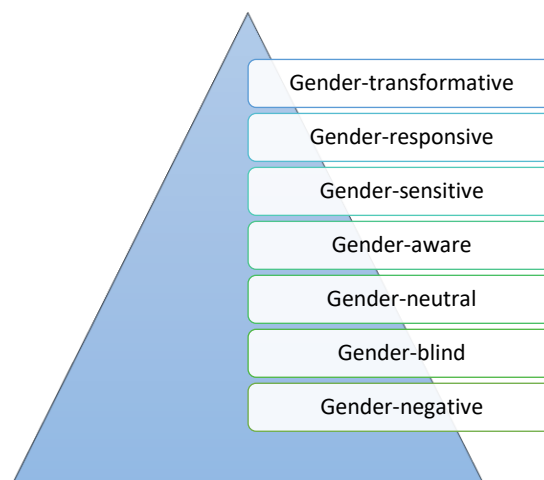 Gender-transformative
Gender-responsive
Gender-sensitive
Gender-aware
Gender-neutral
Gender-blind
Gender-negative